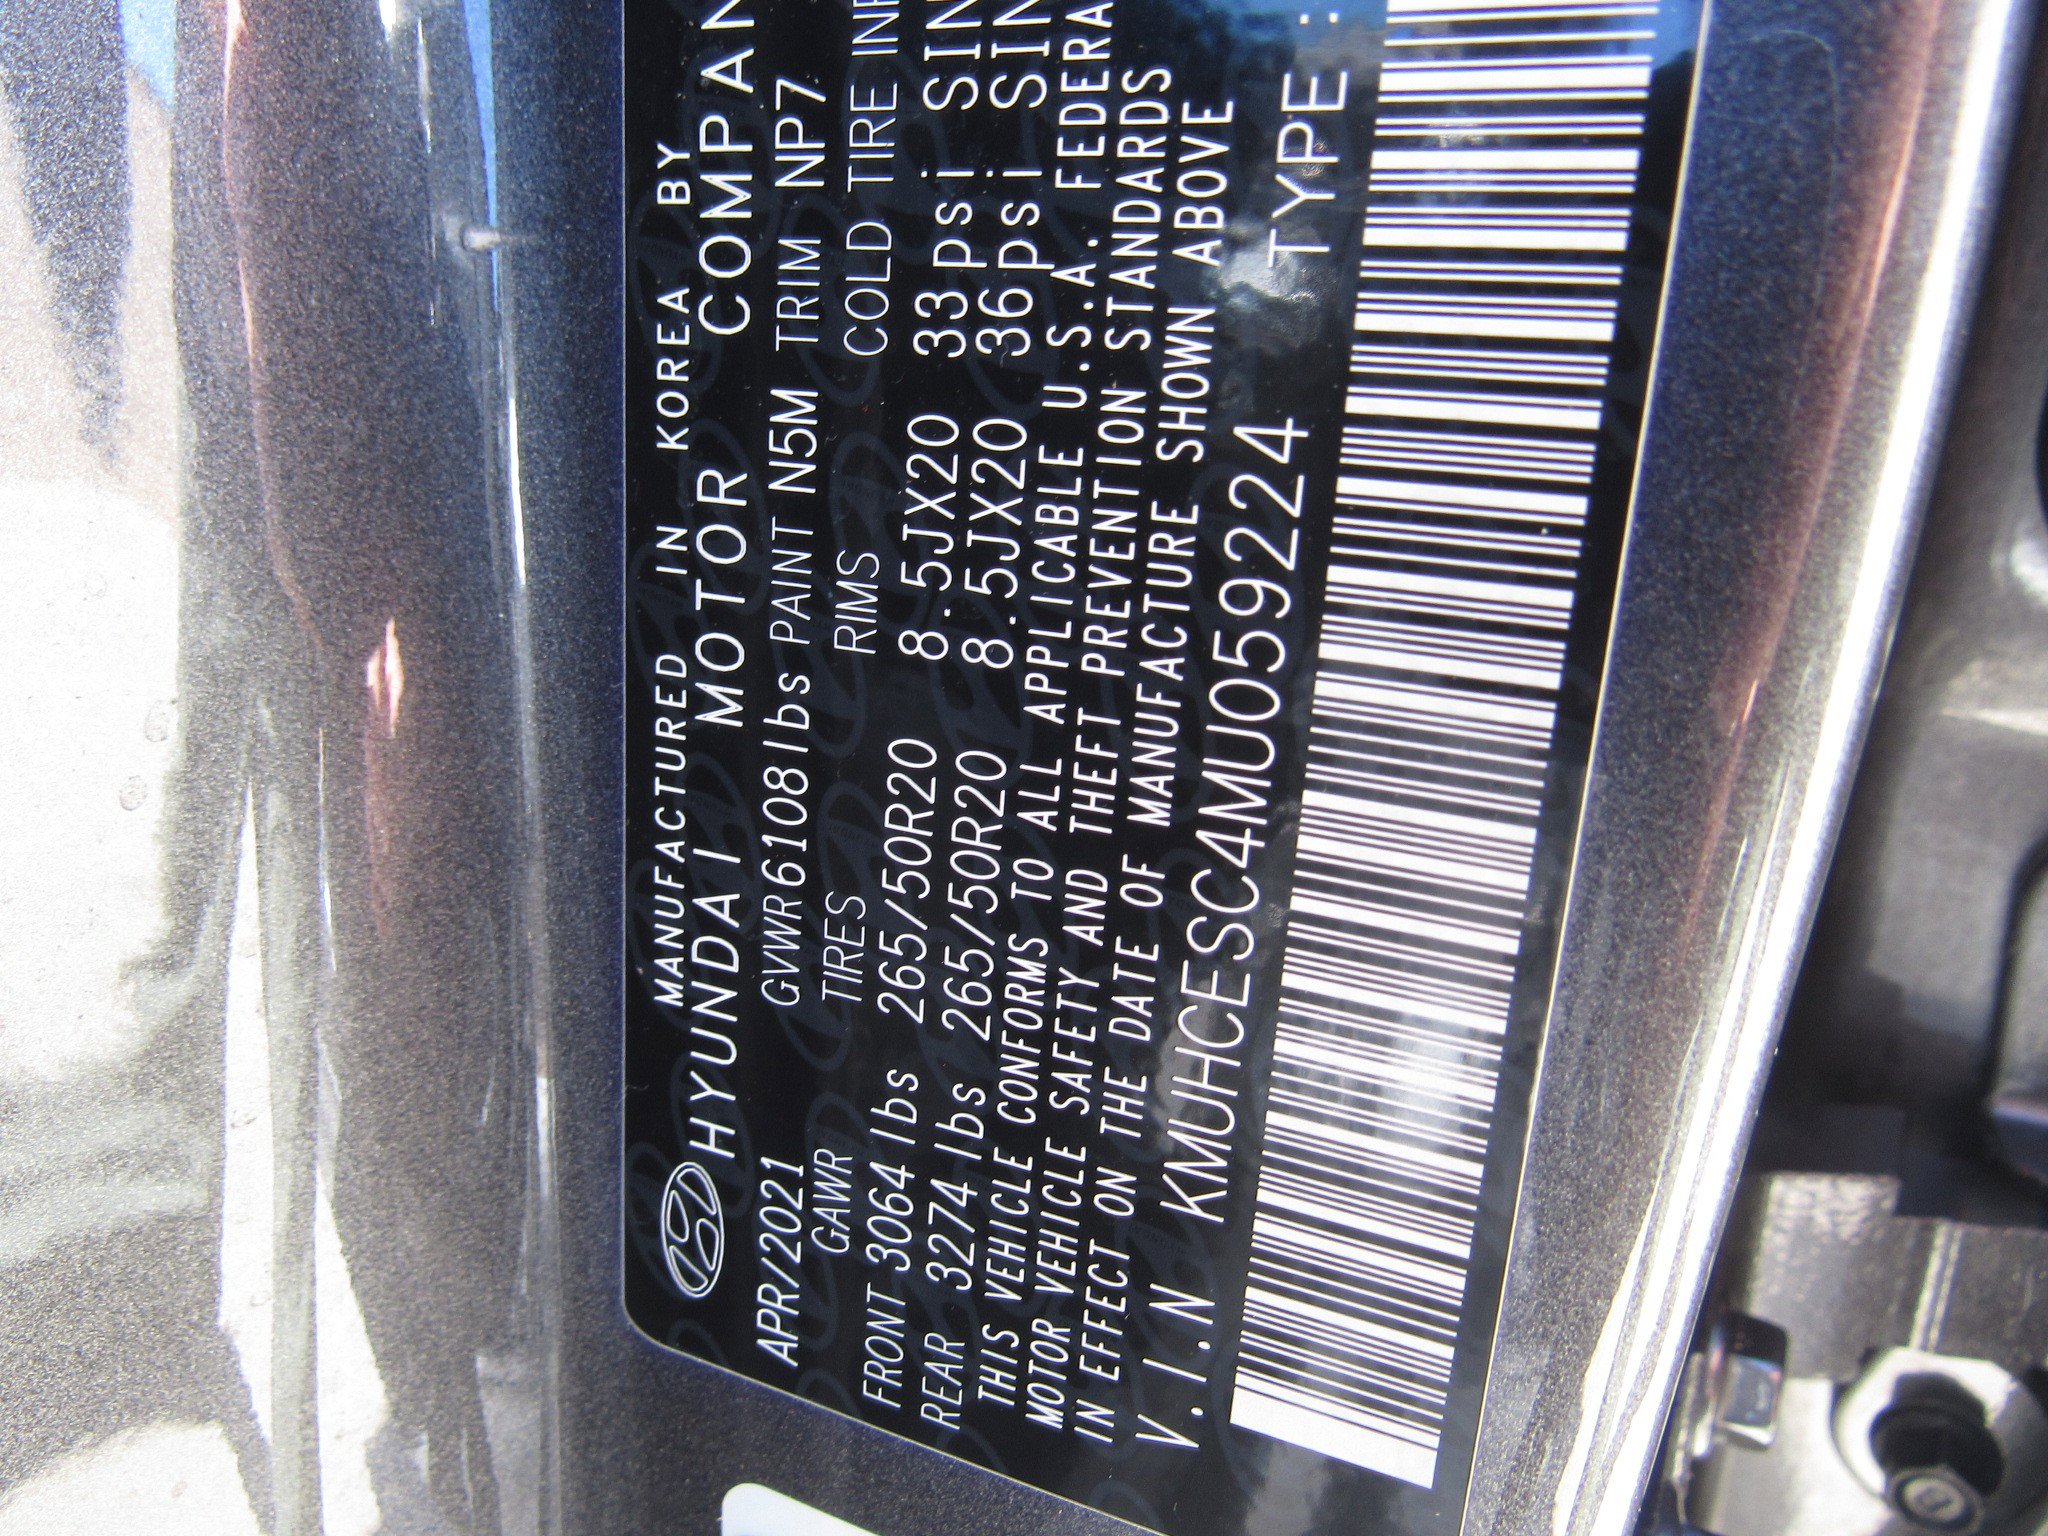 MANUFACTURED IN KOREA BY
HYUNDAI MOTOR COMPAN
APR/2021 GVWR 6108 lbs PAINT N5M TRIM NP7
GAWR TIRES RIMS COLD TIRE INF
FRONT 3064 lbs 265/50R20 8.5JX20 33psi SIN
REAR 3274 lbs 265/50R20 8.5JX20 36psi SIN
THIS VEHICLE CONFORMS TO ALL APPLICABLE U.S.A. FEDERA
MOTOR VEHICLE SAFETY AND THEFT PREVENTION STANDARDS
IN EFFECT ON THE DATE OF MANUFACTURE SHOWN ABOVE
V.I.N KMUHCESC4MU059224 TYPE: